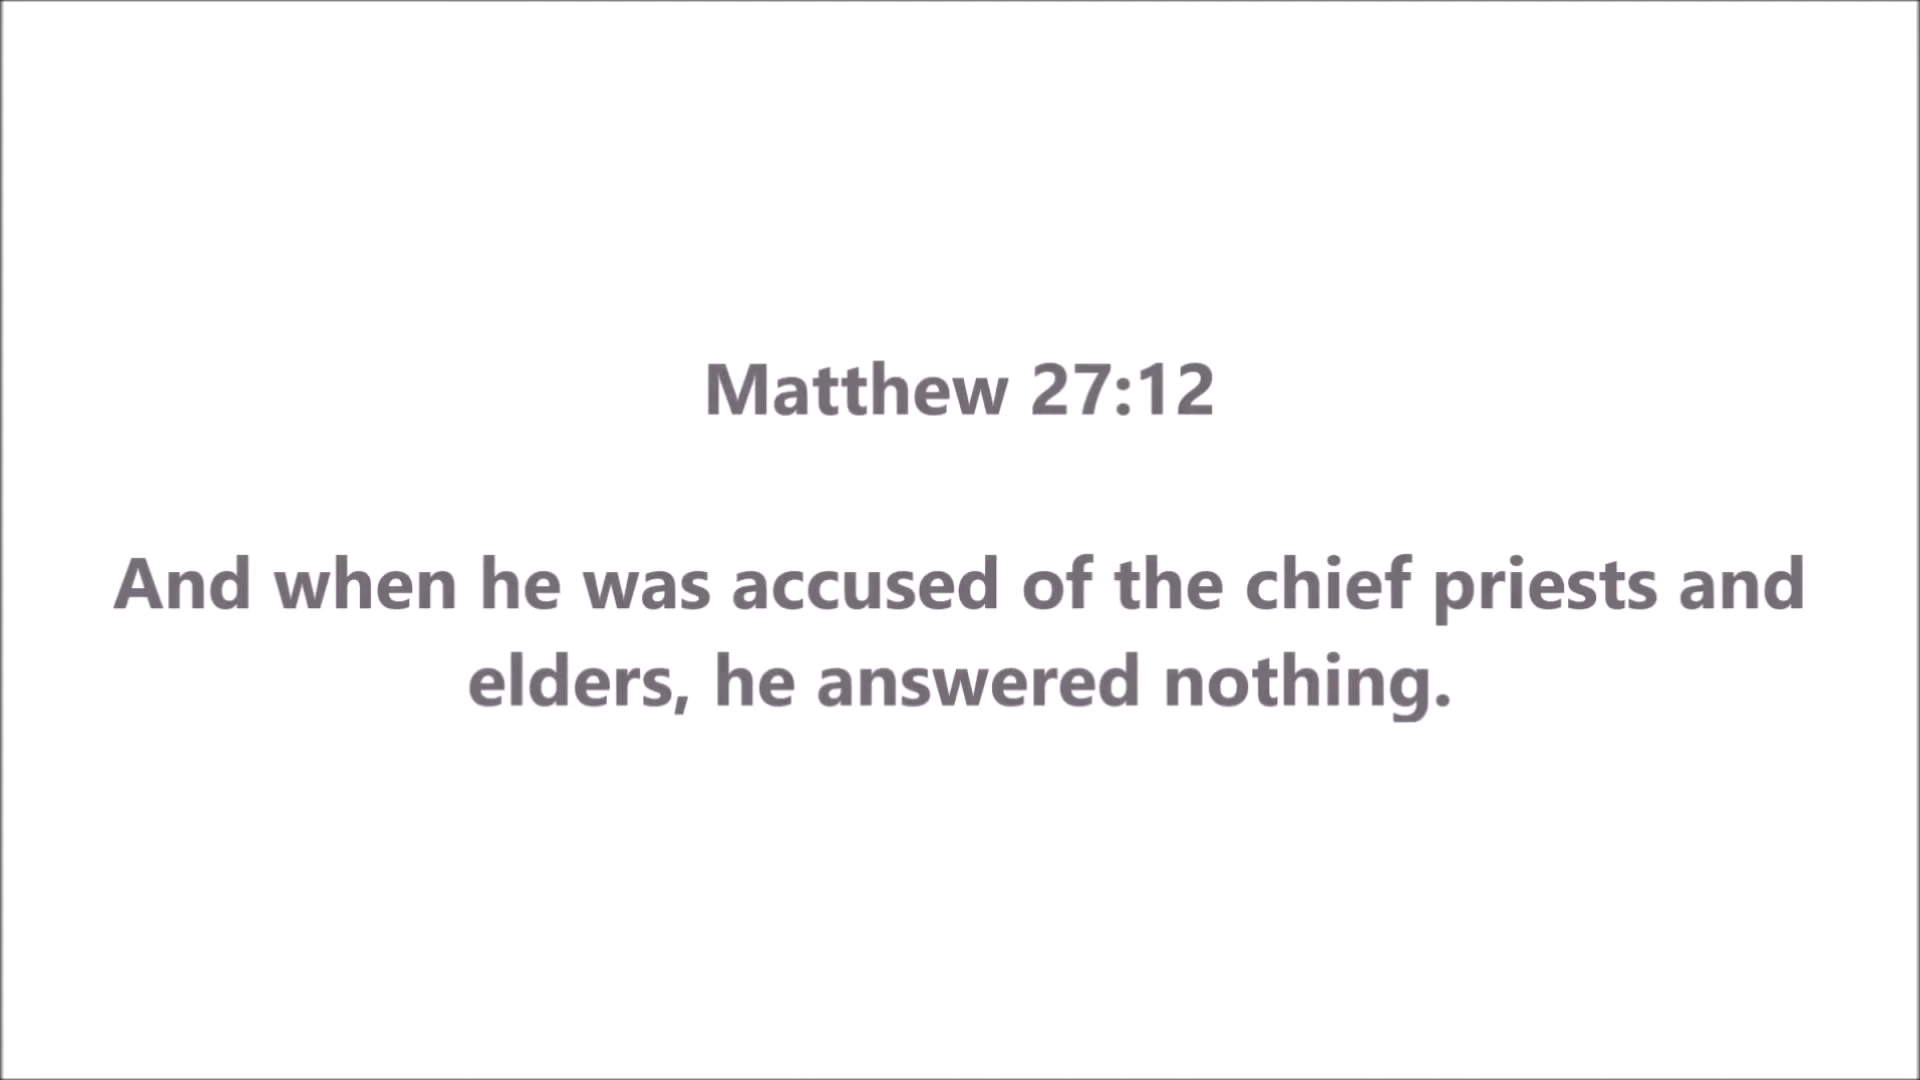 Matthew 27:12
And when he was accused of the chief priests and
elders, he answered nothing.